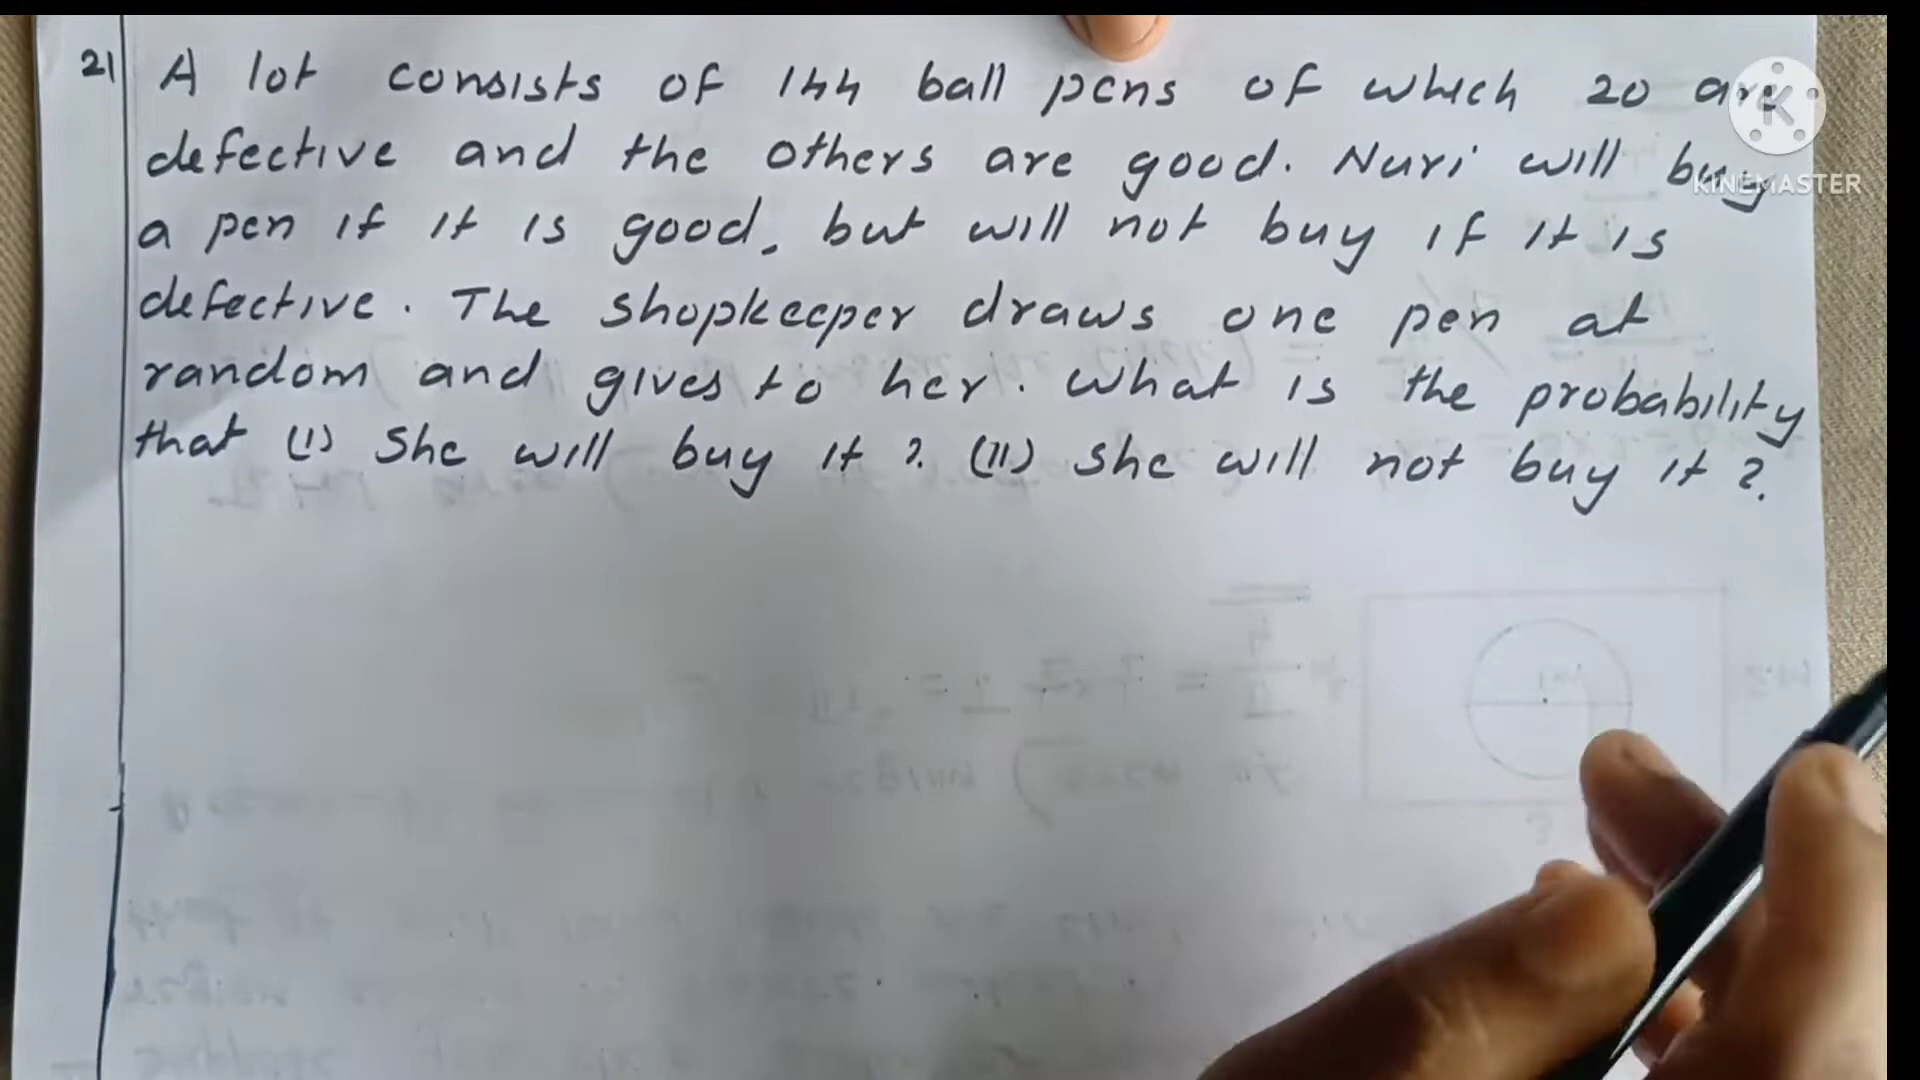 21 A lot consists of 144 ball pens of which 20 are
defective and the others are good. Nuri will buy
a pen if it is good, but will not buy if it is
defective. The shopkeeper draws one pen at
random and gives to her. What is the probability
that (i) She will buy it ? (ii) she will not buy it ?
K
KINEMASTER